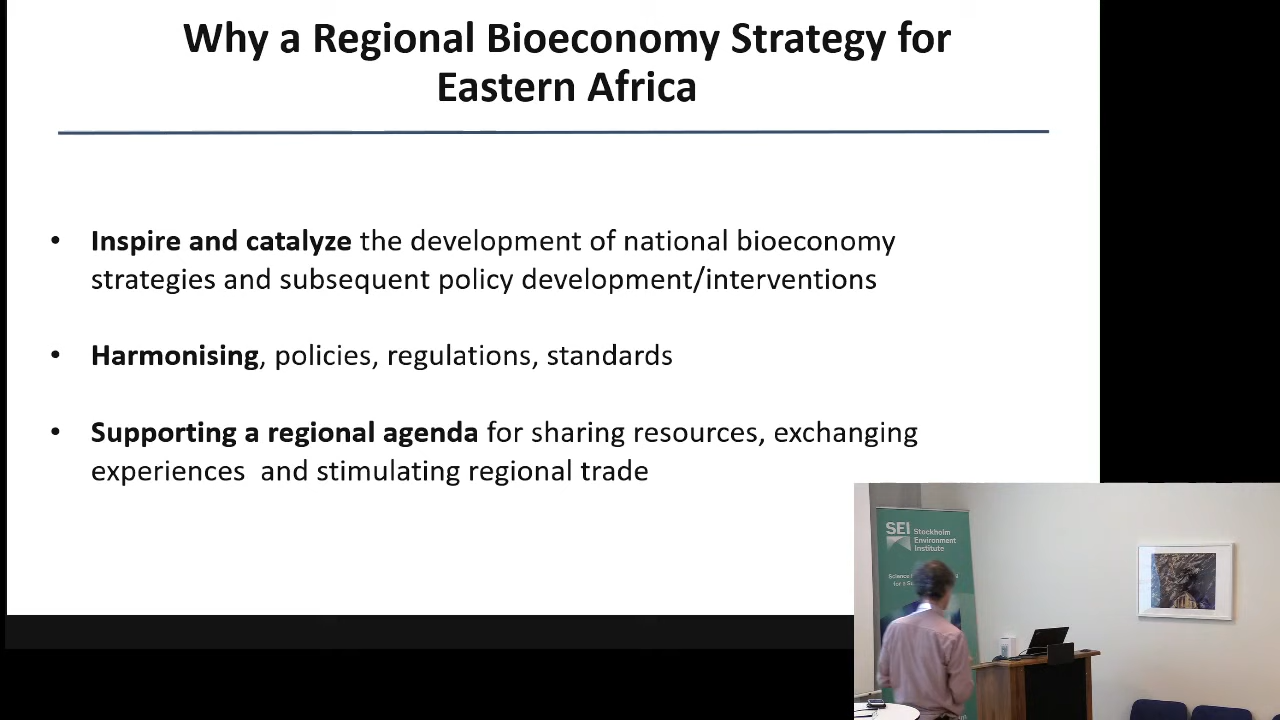 Why a Regional Bioeconomy Strategy for
Eastern Africa
• Inspire and catalyze the development of national bioeconomy
strategies and subsequent policy development/interventions
• Harmonising, policies, regulations, standards
• Supporting a regional agenda for sharing resources, exchanging
experiences and stimulating regional trade
SEI Stockholm
Environment
Institute
Science
for a